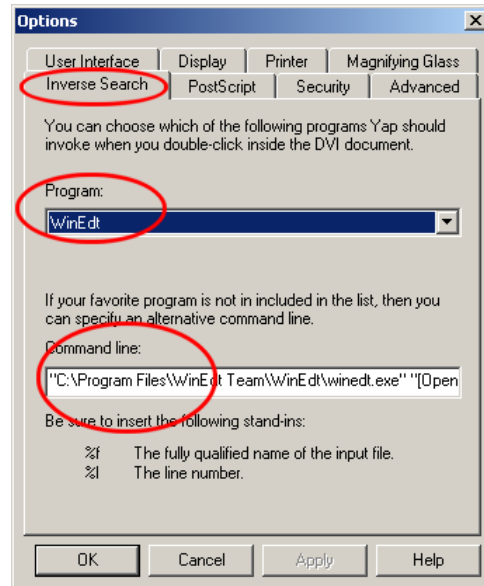 Options
User Interface Display Printer Magnifying Glass
Inverse Search PostScript Security Advanced
You can choose which of the following programs Yap should
invoke when you double-click inside the DVI document.
Program:
WinEdt
If your favorite program is not in included in the list, then you
can specify an alternative command line.
Command line:
"C:\Program Files\WinEdt Team\WinEdt\winedt.exe" "[Open
Be sure to insert the following stand-ins:
%f The fully qualified name of the input file.
%l The line number.
OK Cancel Apply Help